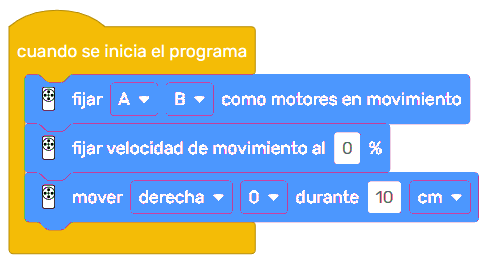 cuando se inicia el programa
fijar A B como motores en movimiento
fijar velocidad de movimiento al 0 %
mover derecha 0 durante 10 cm